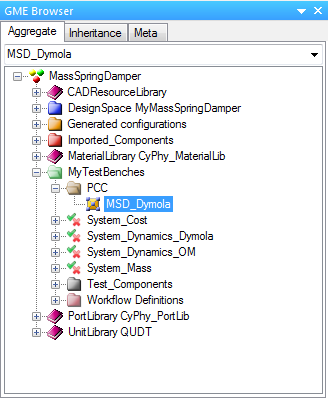 GME Browser
Aggregate Inheritance Meta
MSD_Dymola
MassSpringDamper
CADResourceLibrary
DesignSpace MyMassSpringDamper
Generated configurations
Imported_Components
MaterialLibrary CyPhy_MaterialLib
MyTestBenches
PCC
MSD_Dymola
System_Cost
System_Dynamics_Dymola
System_Dynamics_OM
System_Mass
Test_Components
Workflow Definitions
PortLibrary CyPhy_PortLib
UnitLibrary QUDT